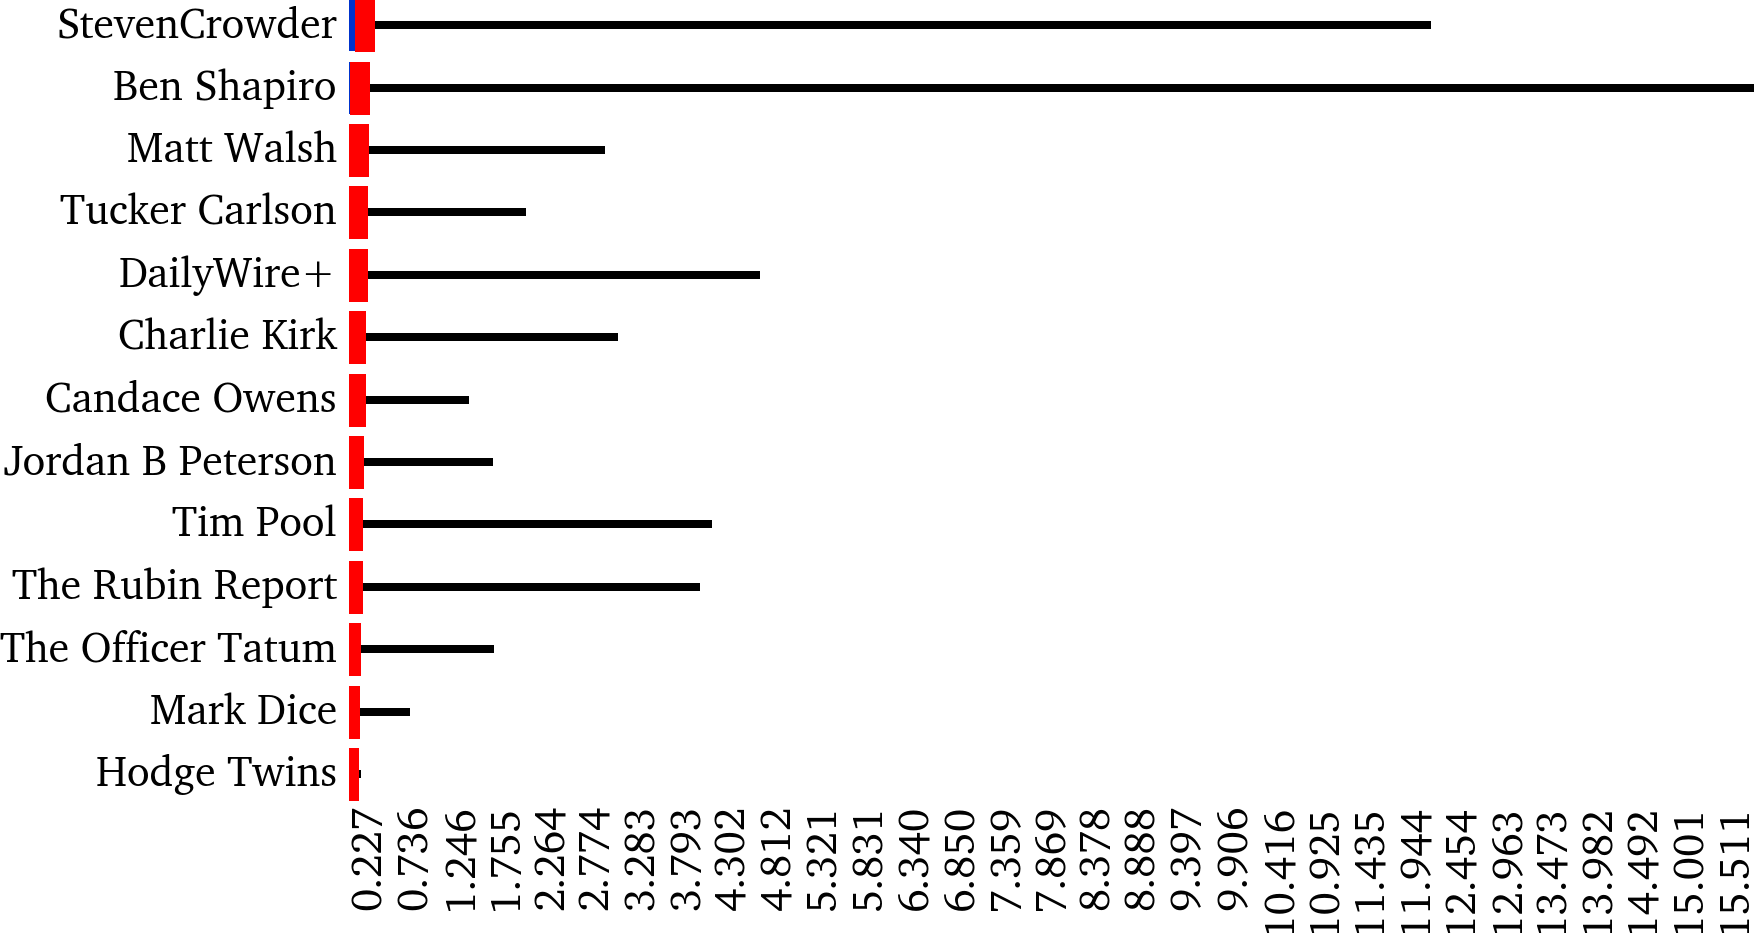 StevenCrowder
Ben Shapiro
Matt Walsh
Tucker Carlson
DailyWire+
Charlie Kirk
Candace Owens
Jordan B Peterson
Tim Pool
The Rubin Report
The Officer Tatum
Mark Dice
Hodge Twins
0.227
0.736
1.246
1.755
2.264
2.774
3.283
3.793
4.302
4.812
5.321
5.831
6.340
6.850
7.359
7.869
8.378
8.888
9.397
9.906
10.416
10.925
11.435
11.944
12.454
12.963
13.473
13.982
14.492
15.001
15.511